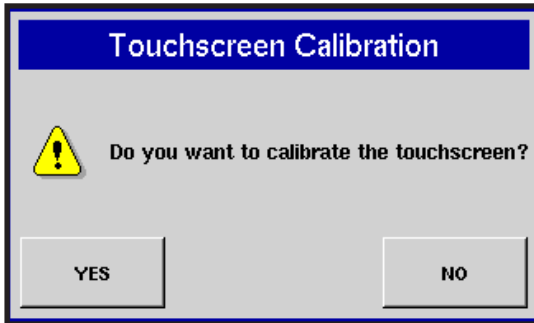 Touchscreen Calibration
Do you want to calibrate the touchscreen?
YES
NO